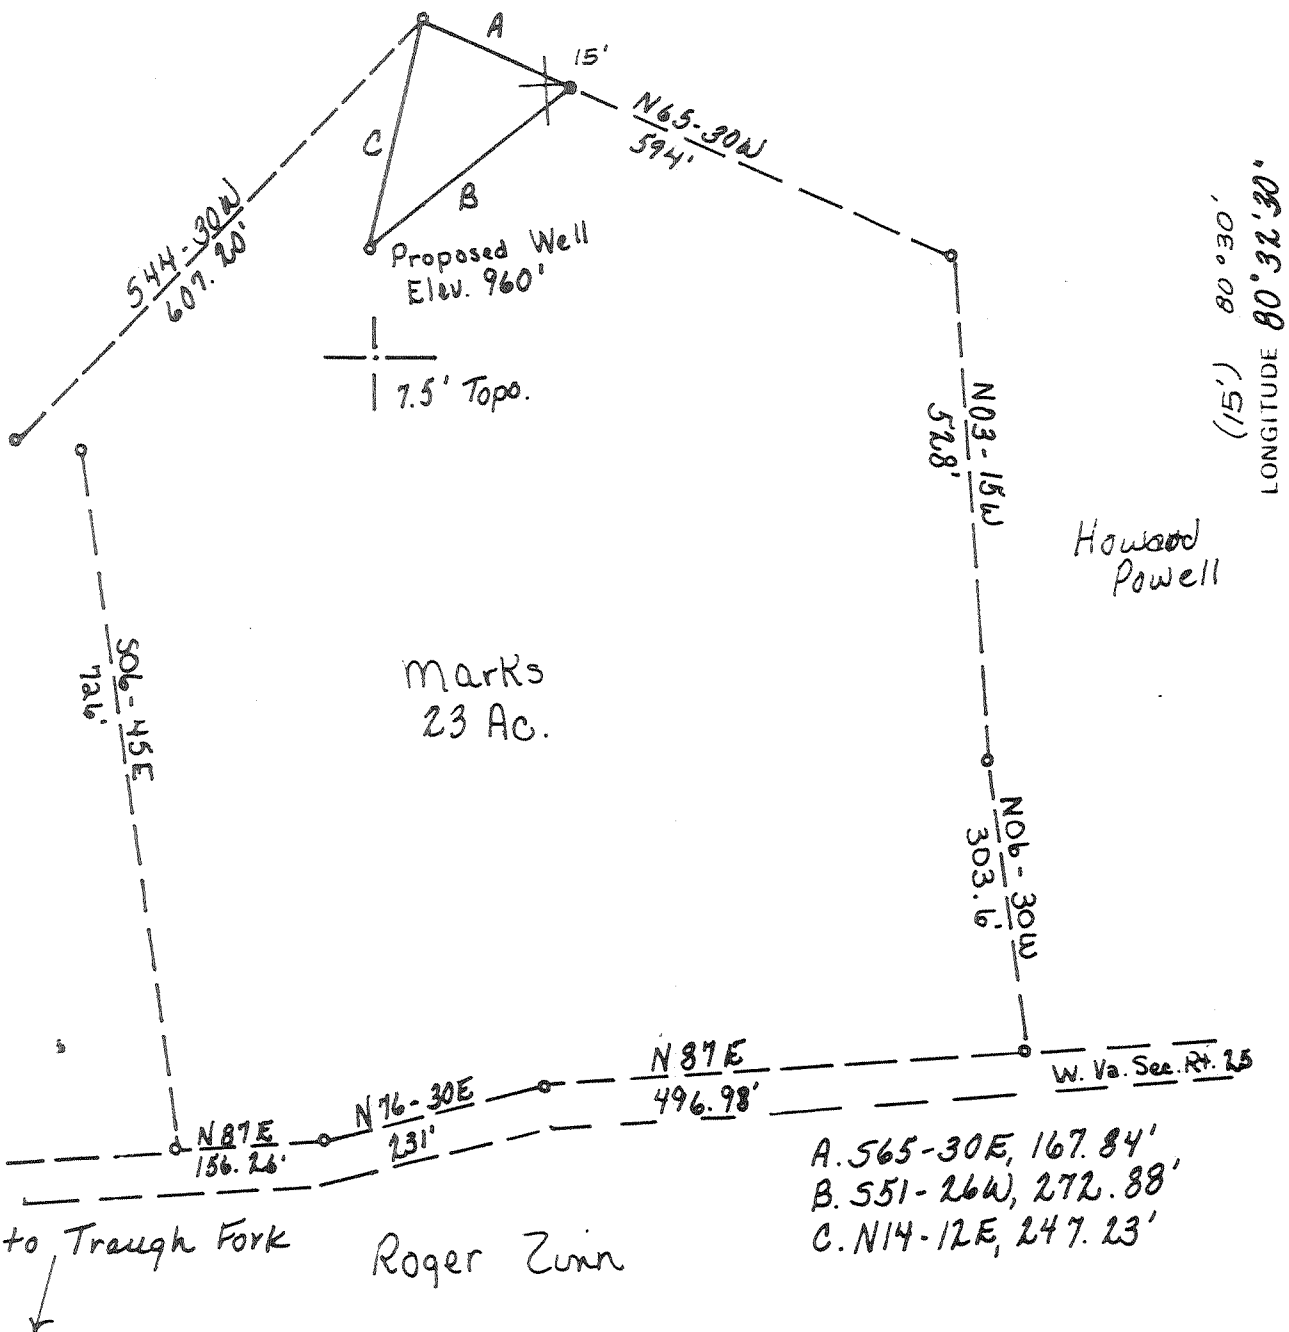 A
15'
N65-30W
594'
C
B
S44-30W
607.20'
Proposed Well
Elev. 960'
7.5' Topo.
(15') 80°30'
LONGITUDE 80°32'30"
N03-15W
528'
Howard
Powell
Marks
23 Ac.
S06-45E
726'
N06-30W
303.6'
N87E
496.98'
W. Va. Sec. Rt. 25
N76-30E
231'
N87E
156.26'
A. S65-30E, 167.84'
B. S51-26W, 272.88'
C. N14-12E, 247.23'
to Traugh Fork
Roger Zinn